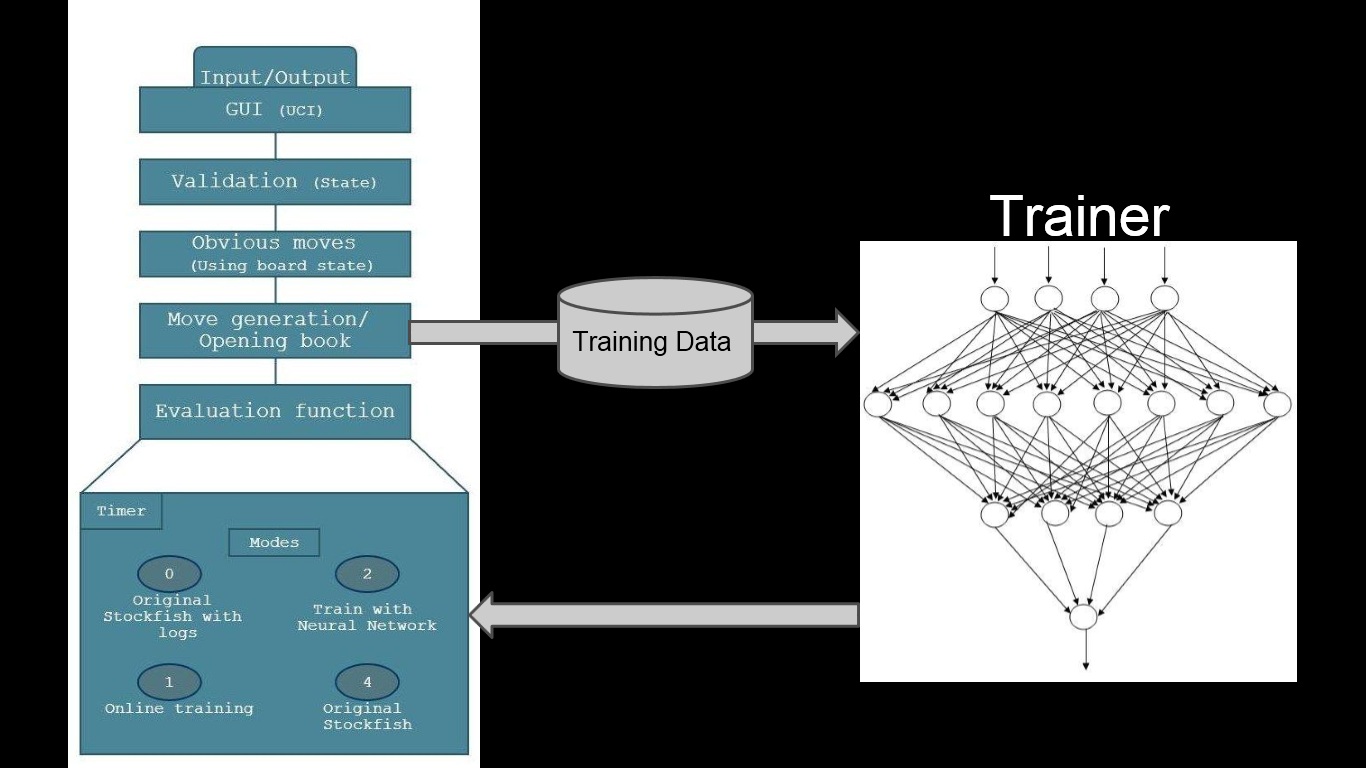 Input/Output
GUI (UCI)
Validation (State)
Obvious moves
(Using board state)
Move generation/
Opening book
Evaluation function
Timer
Modes
0
Original
Stockfish with
logs
2
Train with
Neural Network
1
Online training
4
Original
Stockfish
Training Data
Trainer